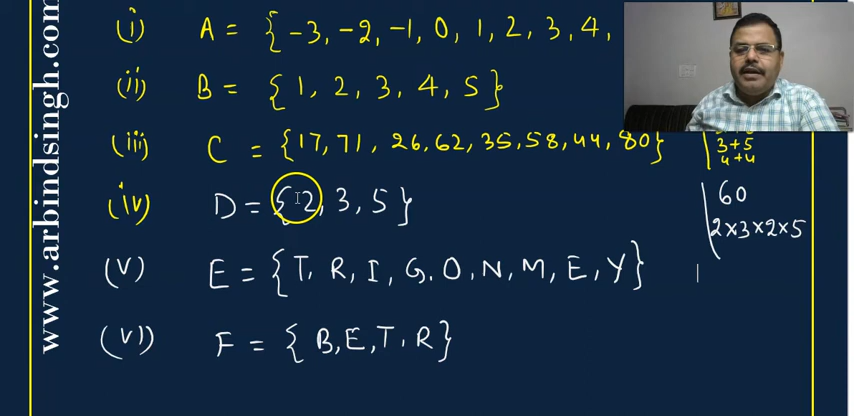 (i) A = { -3, -2, -1, 0, 1, 2, 3, 4,
(ii) B = { 1, 2, 3, 4, 5 }
(iii) C = { 17, 71, 26, 62, 35, 58, 44, 80 }
3+5
4+4
(iv) D = { 2, 3, 5 }
60
2×3×2×5
(v) E = { T, R, I, G, O, N, M, E, Y }
(vi) F = { B, E, T, R }
www.arbindsingh.com